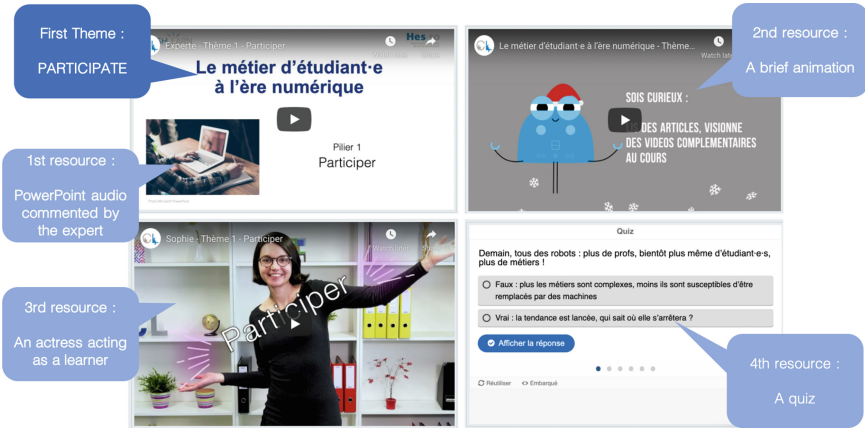 First Theme :
PARTICIPATE
1st resource :
PowerPoint audio
commented by
the expert
Experte - Thème 1 - Participer
Le métier d'étudiant·e
à l'ère numérique
Pilier 1
Participer
Le métier d'étudiant·e à l'ère numérique - Thème...
Watch later
SOIS CURIEUX :
DES ARTICLES, VISIONNE
DES VIDEOS COMPLEMENTAIRES
AU COURS
2nd resource :
A brief animation
3rd resource :
An actress acting
as a learner
Sophie - Thème 1 - Participer
Watch later
Participer
Quiz
Demain, tous des robots : plus de profs, bientôt plus même d'étudiant·e·s,
plus de métiers !
Faux : plus les métiers sont complexes, moins ils sont susceptibles d'être
remplacés par des machines
Vrai : la tendance est lancée, qui sait où elle s'arrêtera ?
Afficher la réponse
Réutiliser <> Embarqué
4th resource :
A quiz